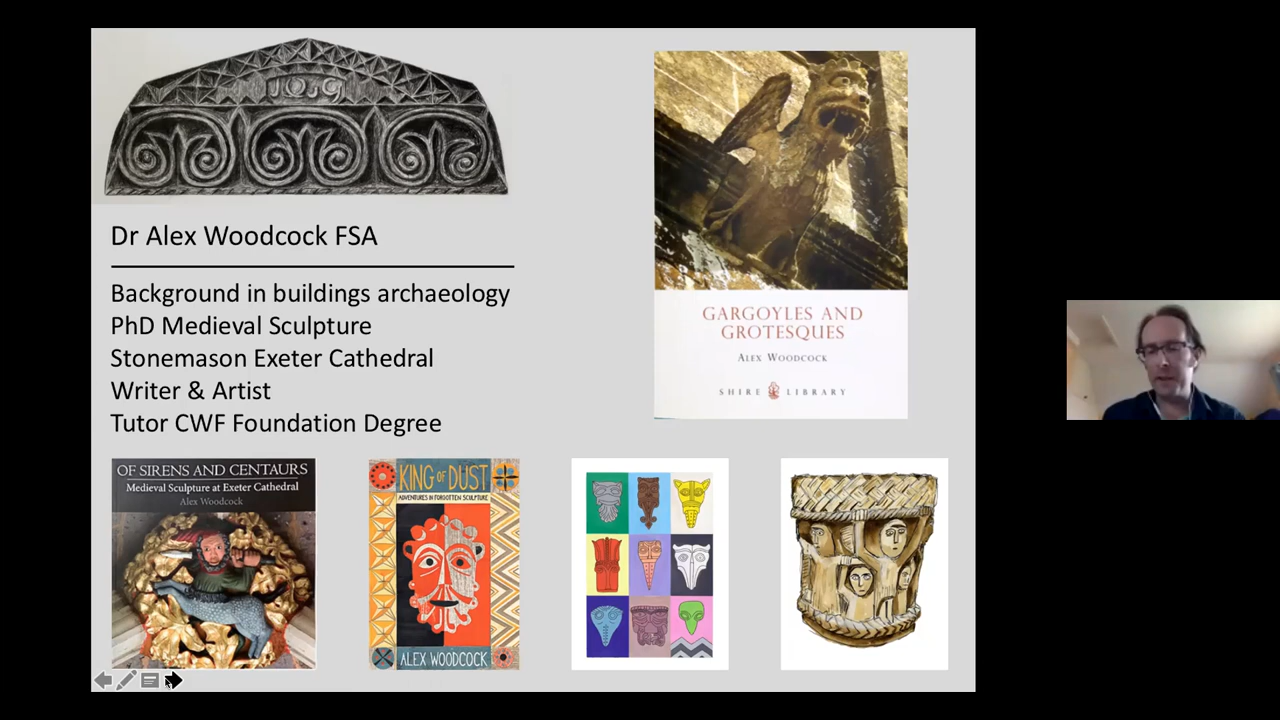 1059
Dr Alex Woodcock FSA
Background in buildings archaeology
PhD Medieval Sculpture
Stonemason Exeter Cathedral
Writer & Artist
Tutor CWF Foundation Degree
GARGOYLES AND
GROTESQUES
ALEX WOODCOCK
SHIRE LIBRARY
OF SIRENS AND CENTAURS
Medieval Sculpture at Exeter Cathedral
Alex Woodcock
KING OF DUST
ADVENTURES IN FORGOTTEN SCULPTURE
ALEX WOODCOCK